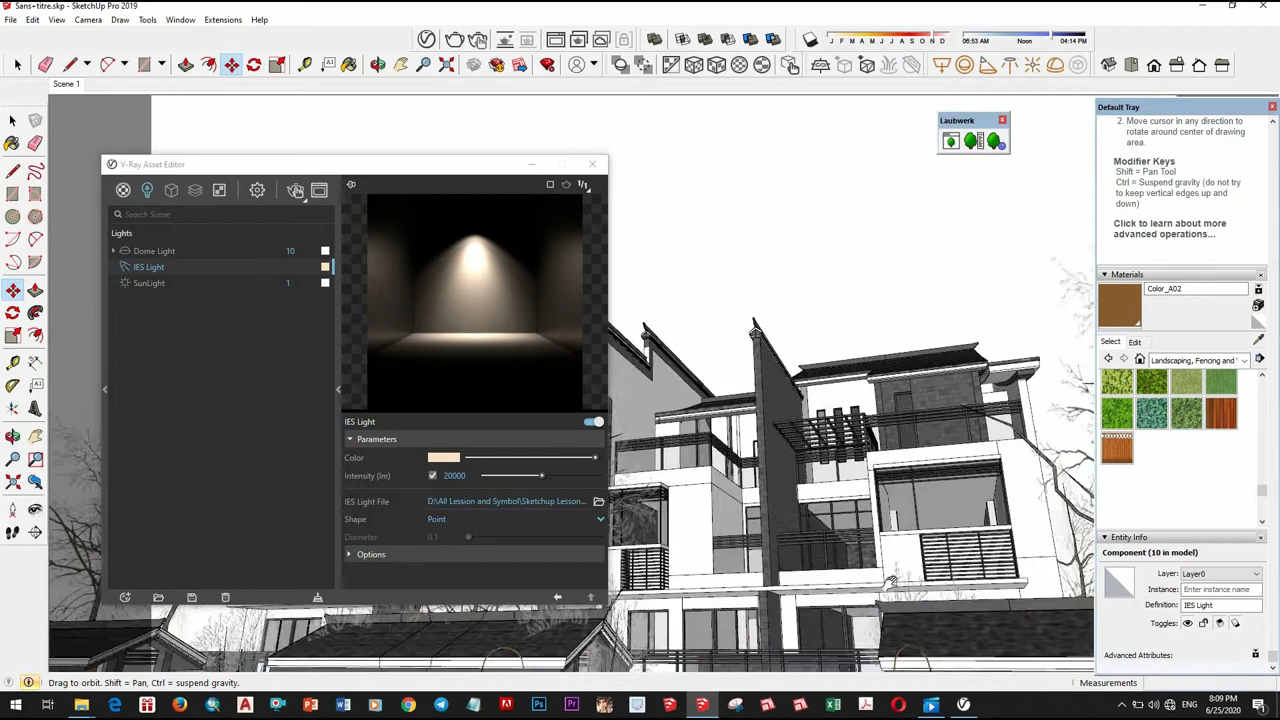 Sans+titre.skp - SketchUp Pro 2019
File Edit View Camera Draw Tools Window Extensions Help
J F M A M J J A S O N D
06:53 AM Noon 04:14 PM
Scene 1
Laubwerk
Default Tray
2. Move cursor in any direction to
rotate around center of drawing
area.
Modifier Keys
Shift = Pan Tool
Ctrl = Suspend gravity (do not try
to keep vertical edges up and
down)
Click to learn about more
advanced operations...
Materials
Color_A02
Select Edit
Landscaping, Fencing and
Entity Info
Component (10 in model)
Layer: Layer0
Instance: Enter instance name
Definition: IES Light
Toggles:
Advanced Attributes:
V-Ray Asset Editor
Search Scene
1/1
Lights
Dome Light 10
IES Light
SunLight 1
IES Light
Parameters
Color
Intensity (lm) 20000
IES Light File D:\All Lession and Symbol\Sketchup Lesson...
Shape Point
Diameter 0.1
Options
Drag to orbit. Shift = Pan, Ctrl = suspend gravity.
Measurements
ENG
8:09 PM
6/25/2020